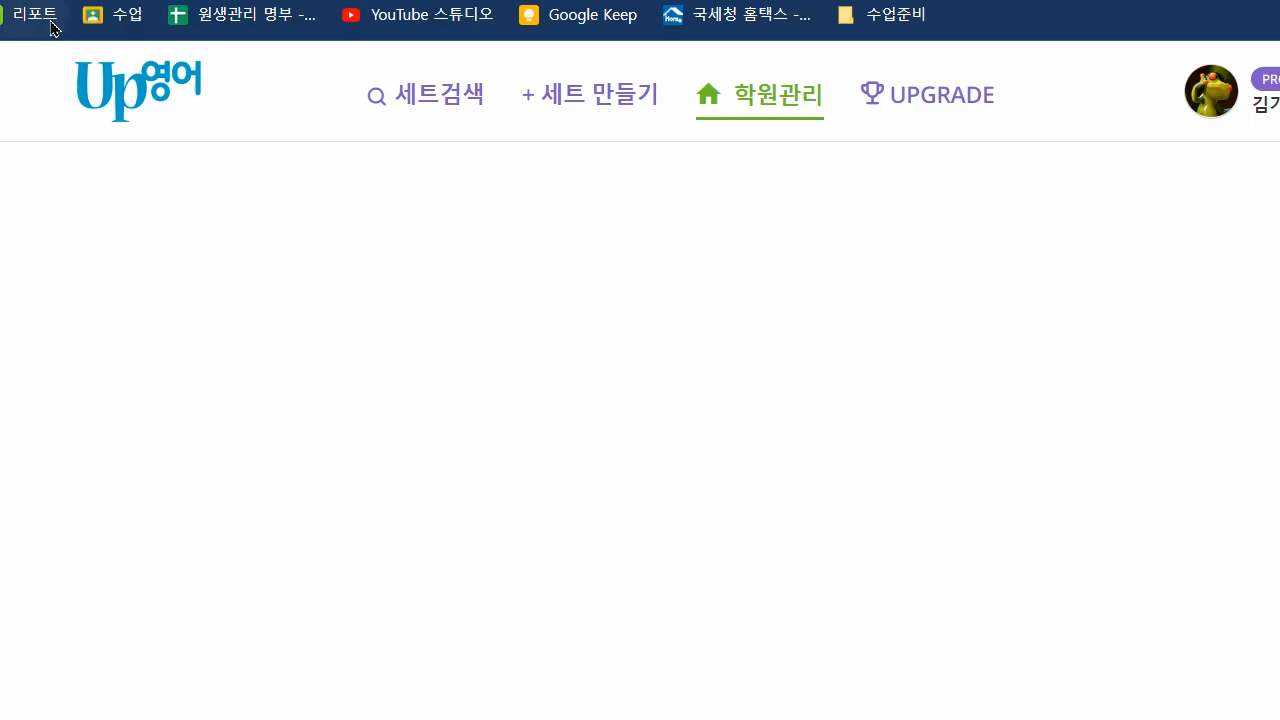 리포트 수업 원생관리 명부 -... YouTube 스튜디오 Google Keep 국세청 홈택스 -... 수업준비
Up영어 세트검색 + 세트 만들기 학원관리 UPGRADE